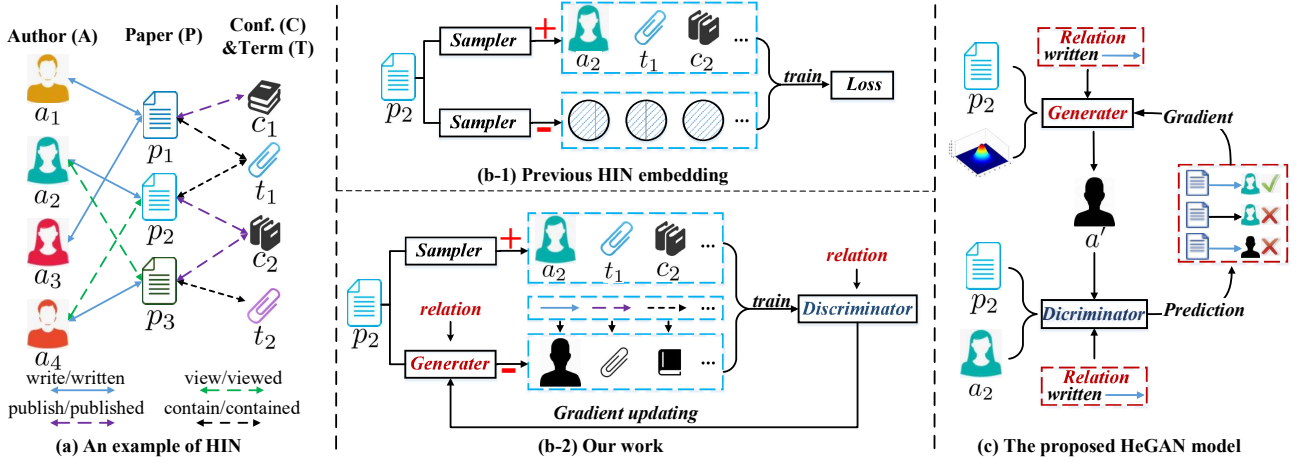 Author (A)
Paper (P)
Conf. (C)
&Term (T)
a1
a2
a3
a4
p1
p2
p3
c1
t1
c2
t2
write/written
view/viewed
publish/published
contain/contained
(a) An example of HIN
p2
Sampler
+
a2
t1
c2
...
train
Loss
Sampler
-
...
(b-1) Previous HIN embedding
p2
Sampler
+
a2
t1
c2
...
relation
...
train
relation
Discriminator
Generater
-
...
Gradient updating
(b-2) Our work
Relation
written
p2
Generater
Gradient
a′
p2
Dicriminator
Prediction
a2
Relation
written
(c) The proposed HeGAN model